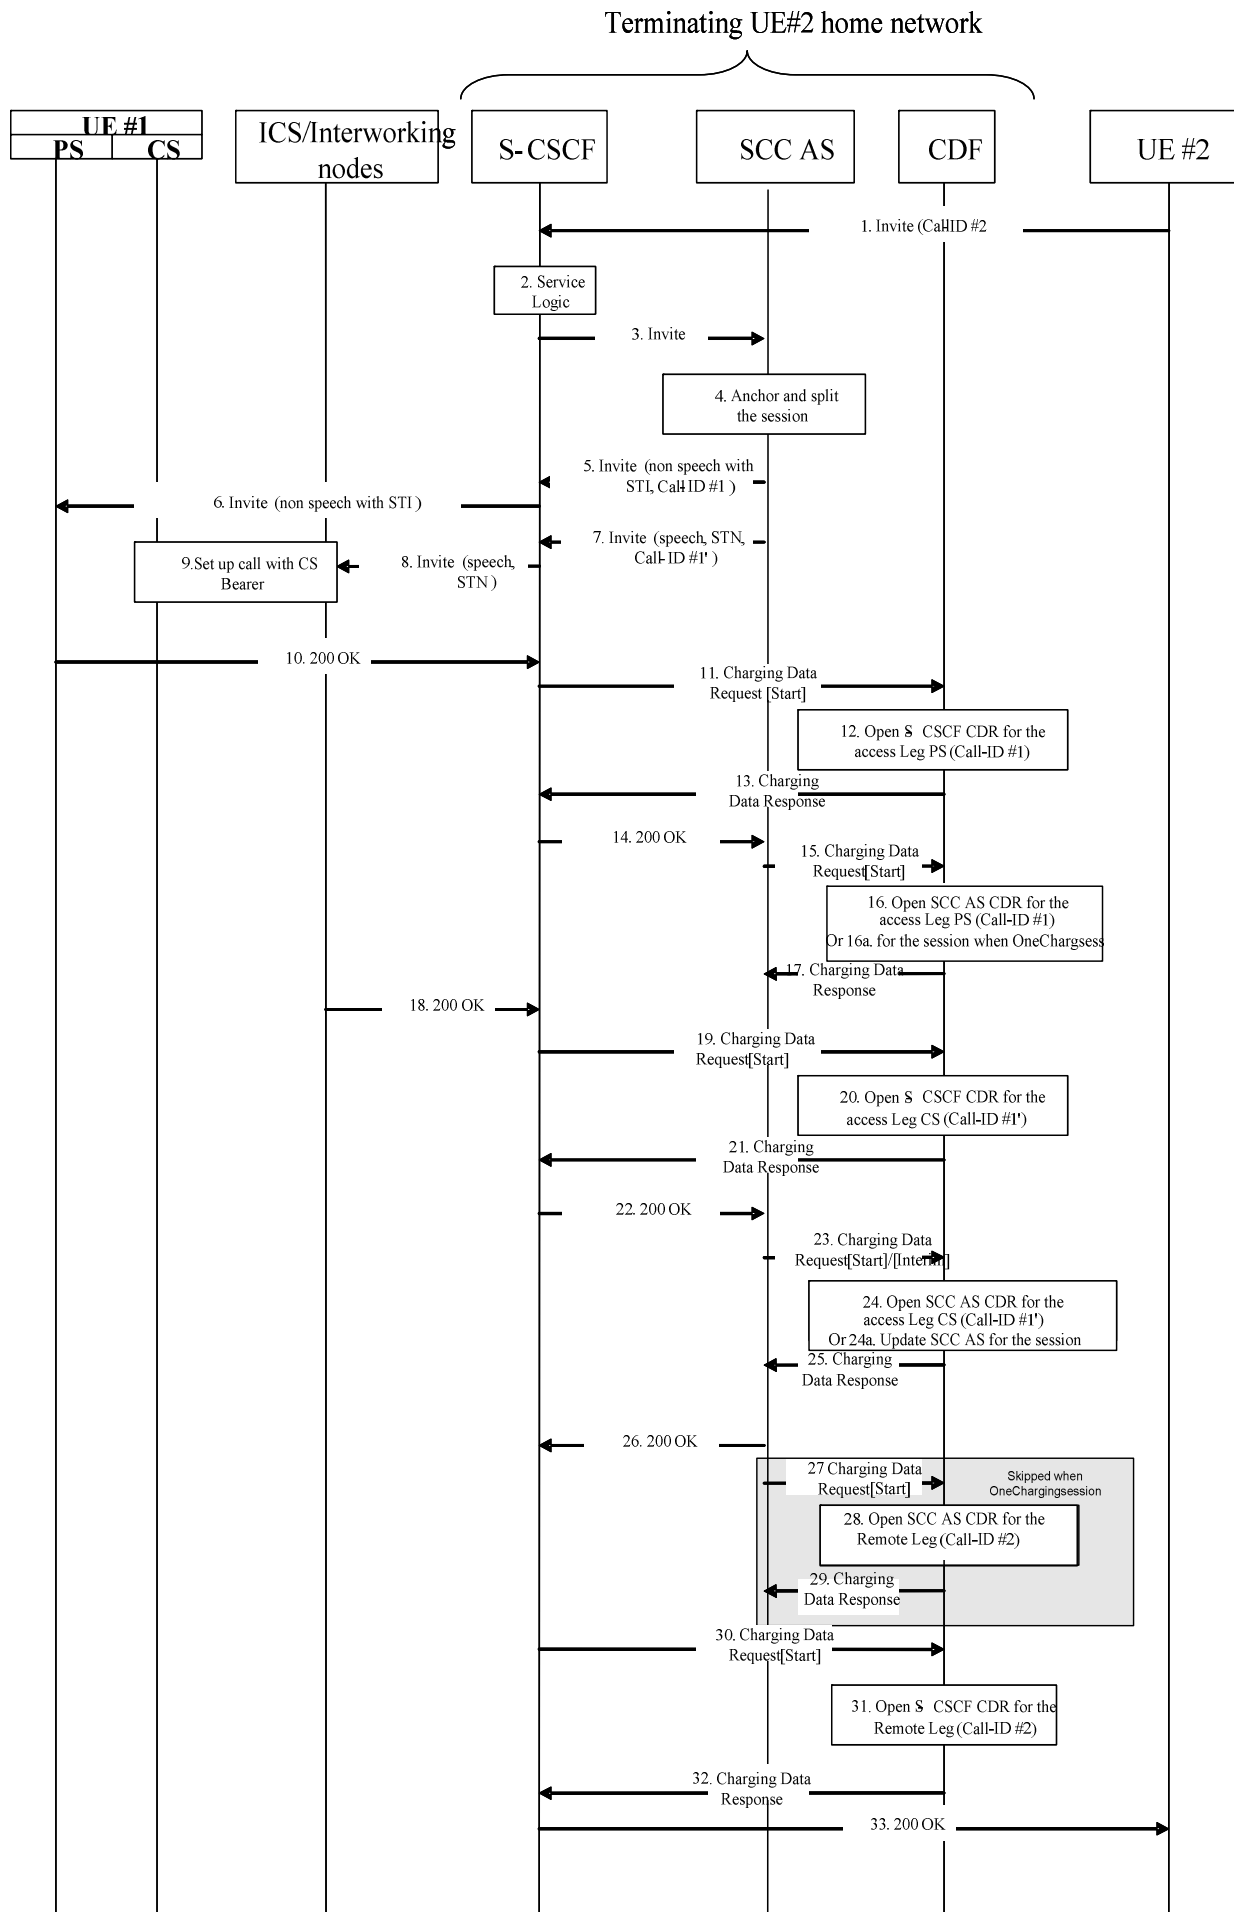 Terminating UE#2 home network
UE #1
PS CS
ICS/Interworking
nodes
S- CSCF
SCC AS
CDF
UE #2
1. Invite (Call-ID #2
2. Service
Logic
3. Invite
4. Anchor and split
the session
5. Invite (non speech with
STI, Call-ID #1 )
6. Invite (non speech with STI )
7. Invite (speech, STN,
Call-ID #1' )
8. Invite (speech,
STN )
9.Set up call with CS
Bearer
10. 200 OK
11. Charging Data
Request [Start]
12. Open S CSCF CDR for the
access Leg PS (Call-ID #1)
13. Charging
Data Response
14. 200 OK
15. Charging Data
Request[Start]
16. Open SCC AS CDR for the
access Leg PS (Call-ID #1)
Or 16a. for the session when OneChargsess
17. Charging Data
Response
18. 200 OK
19. Charging Data
Request[Start]
20. Open S CSCF CDR for the
access Leg CS (Call-ID #1')
21. Charging
Data Response
22. 200 OK
23. Charging Data
Request[Start]/[Interim]
24. Open SCC AS CDR for the
access Leg CS (Call-ID #1')
Or 24a. Update SCC AS for the session
25. Charging
Data Response
26. 200 OK
27 Charging Data
Request[Start]
Skipped when
OneChargingsession
28. Open SCC AS CDR for the
Remote Leg (Call-ID #2)
29. Charging
Data Response
30. Charging Data
Request[Start]
31. Open S CSCF CDR for the
Remote Leg (Call-ID #2)
32. Charging Data
Response
33. 200 OK